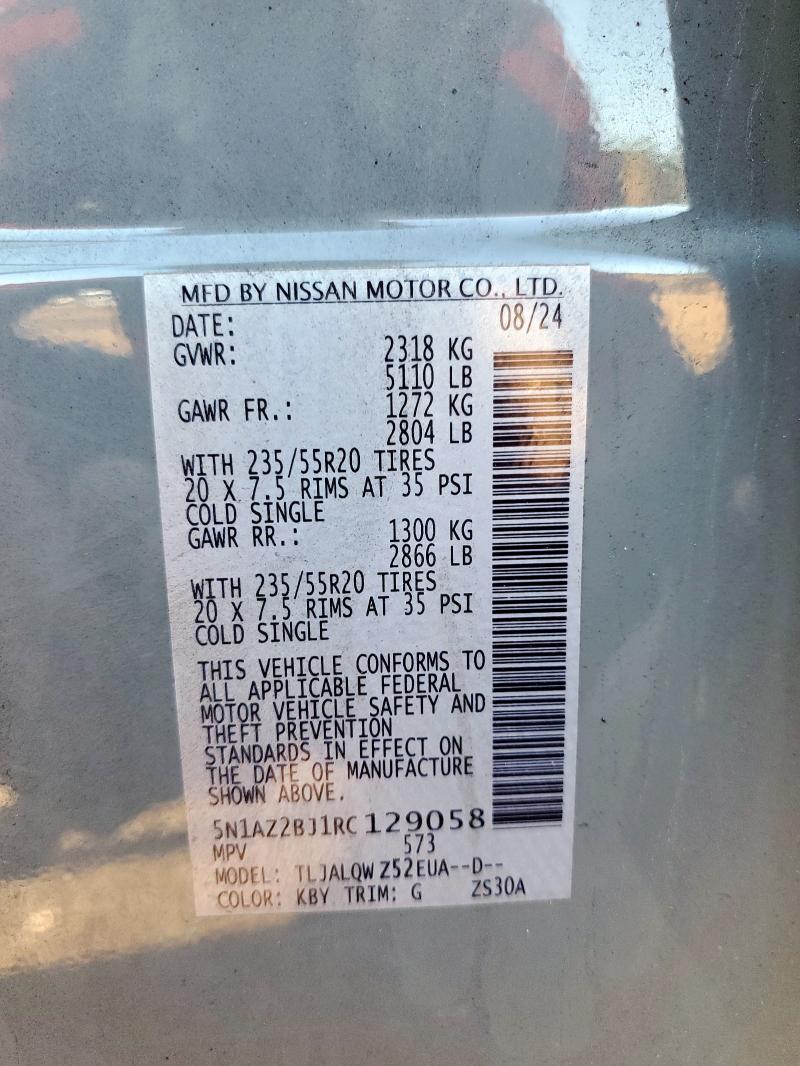 MFD BY NISSAN MOTOR CO., LTD.
DATE: 08/24
GVWR: 2318 KG
5110 LB
GAWR FR.: 1272 KG
2804 LB
WITH 235/55R20 TIRES
20 X 7.5 RIMS AT 35 PSI
COLD SINGLE
GAWR RR.: 1300 KG
2866 LB
WITH 235/55R20 TIRES
20 X 7.5 RIMS AT 35 PSI
COLD SINGLE
THIS VEHICLE CONFORMS TO
ALL APPLICABLE FEDERAL
MOTOR VEHICLE SAFETY AND
THEFT PREVENTION
STANDARDS IN EFFECT ON
THE DATE OF MANUFACTURE
SHOWN ABOVE.
5N1AZ2BJ1RC129058
MPV 573
MODEL: TLJALQW Z52EUA--D--
COLOR: KBY TRIM: G ZS30A